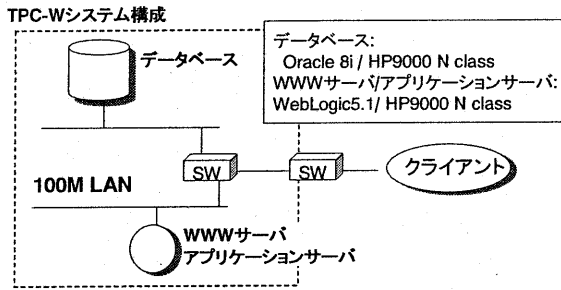 TPC-Wシステム構成
データベース
データベース:
Oracle 8i / HP9000 N class
WWWサーバ/アプリケーションサーバ:
WebLogic5.1/ HP9000 N class
SW
SW
クライアント
100M LAN
WWWサーバ
アプリケーションサーバ